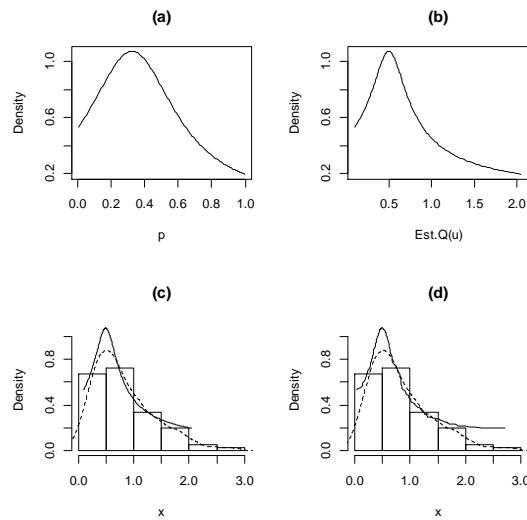 (a)
Density
0.2 0.6 1.0
0.0 0.2 0.4 0.6 0.8 1.0
p
(b)
Density
0.2 0.6 1.0
0.5 1.0 1.5 2.0
Est.Q(u)
(c)
Density
0.0 0.4 0.8
0.0 1.0 2.0 3.0
x
(d)
Density
0.0 0.4 0.8
0.0 1.0 2.0 3.0
x